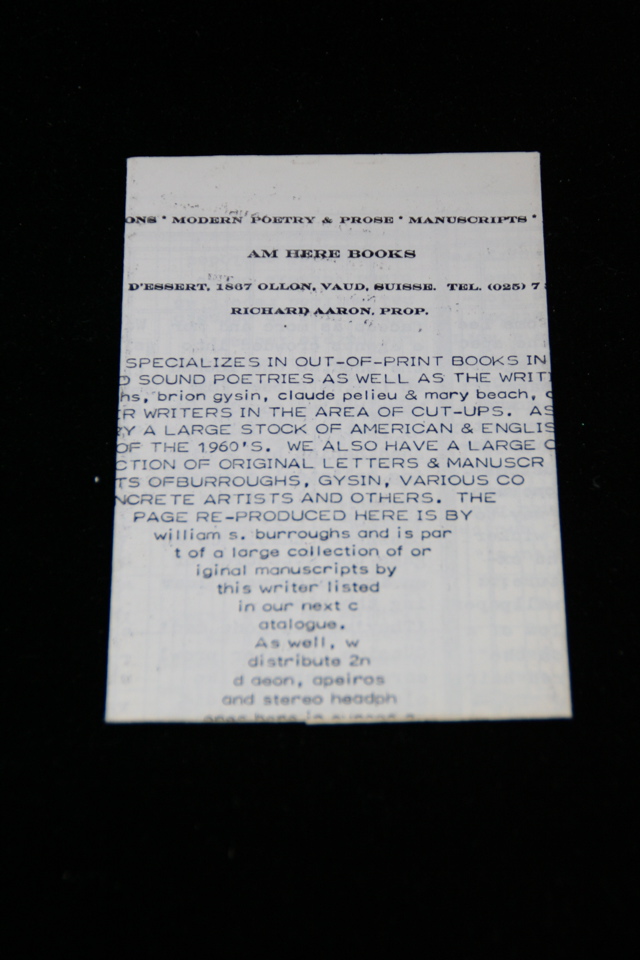 ONS * MODERN POETRY & PROSE * MANUSCRIPTS *
AM HERE BOOKS
D'ESSERT, 1867 OLLON, VAUD, SUISSE. TEL. (025) 7
RICHARD AARON, PROP.
SPECIALIZES IN OUT-OF-PRINT BOOKS IN
D SOUND POETRIES AS WELL AS THE WRITI
hs, brion gysin, claude pelieu & mary beach,
R WRITERS IN THE AREA OF CUT-UPS. AS
Y A LARGE STOCK OF AMERICAN & ENGLIS
OF THE 1960'S. WE ALSO HAVE A LARGE C
CTION OF ORIGINAL LETTERS & MANUSCR
TS OFBURROUGHS, GYSIN, VARIOUS CO
NCRETE ARTISTS AND OTHERS. THE
PAGE RE-PRODUCED HERE IS BY
william s. burroughs and is par
t of a large collection of or
iginal manuscripts by
this writer listed
in our next c
atalogue.
As well, w
distribute 2n
d aeon, apeiros
and stereo headph